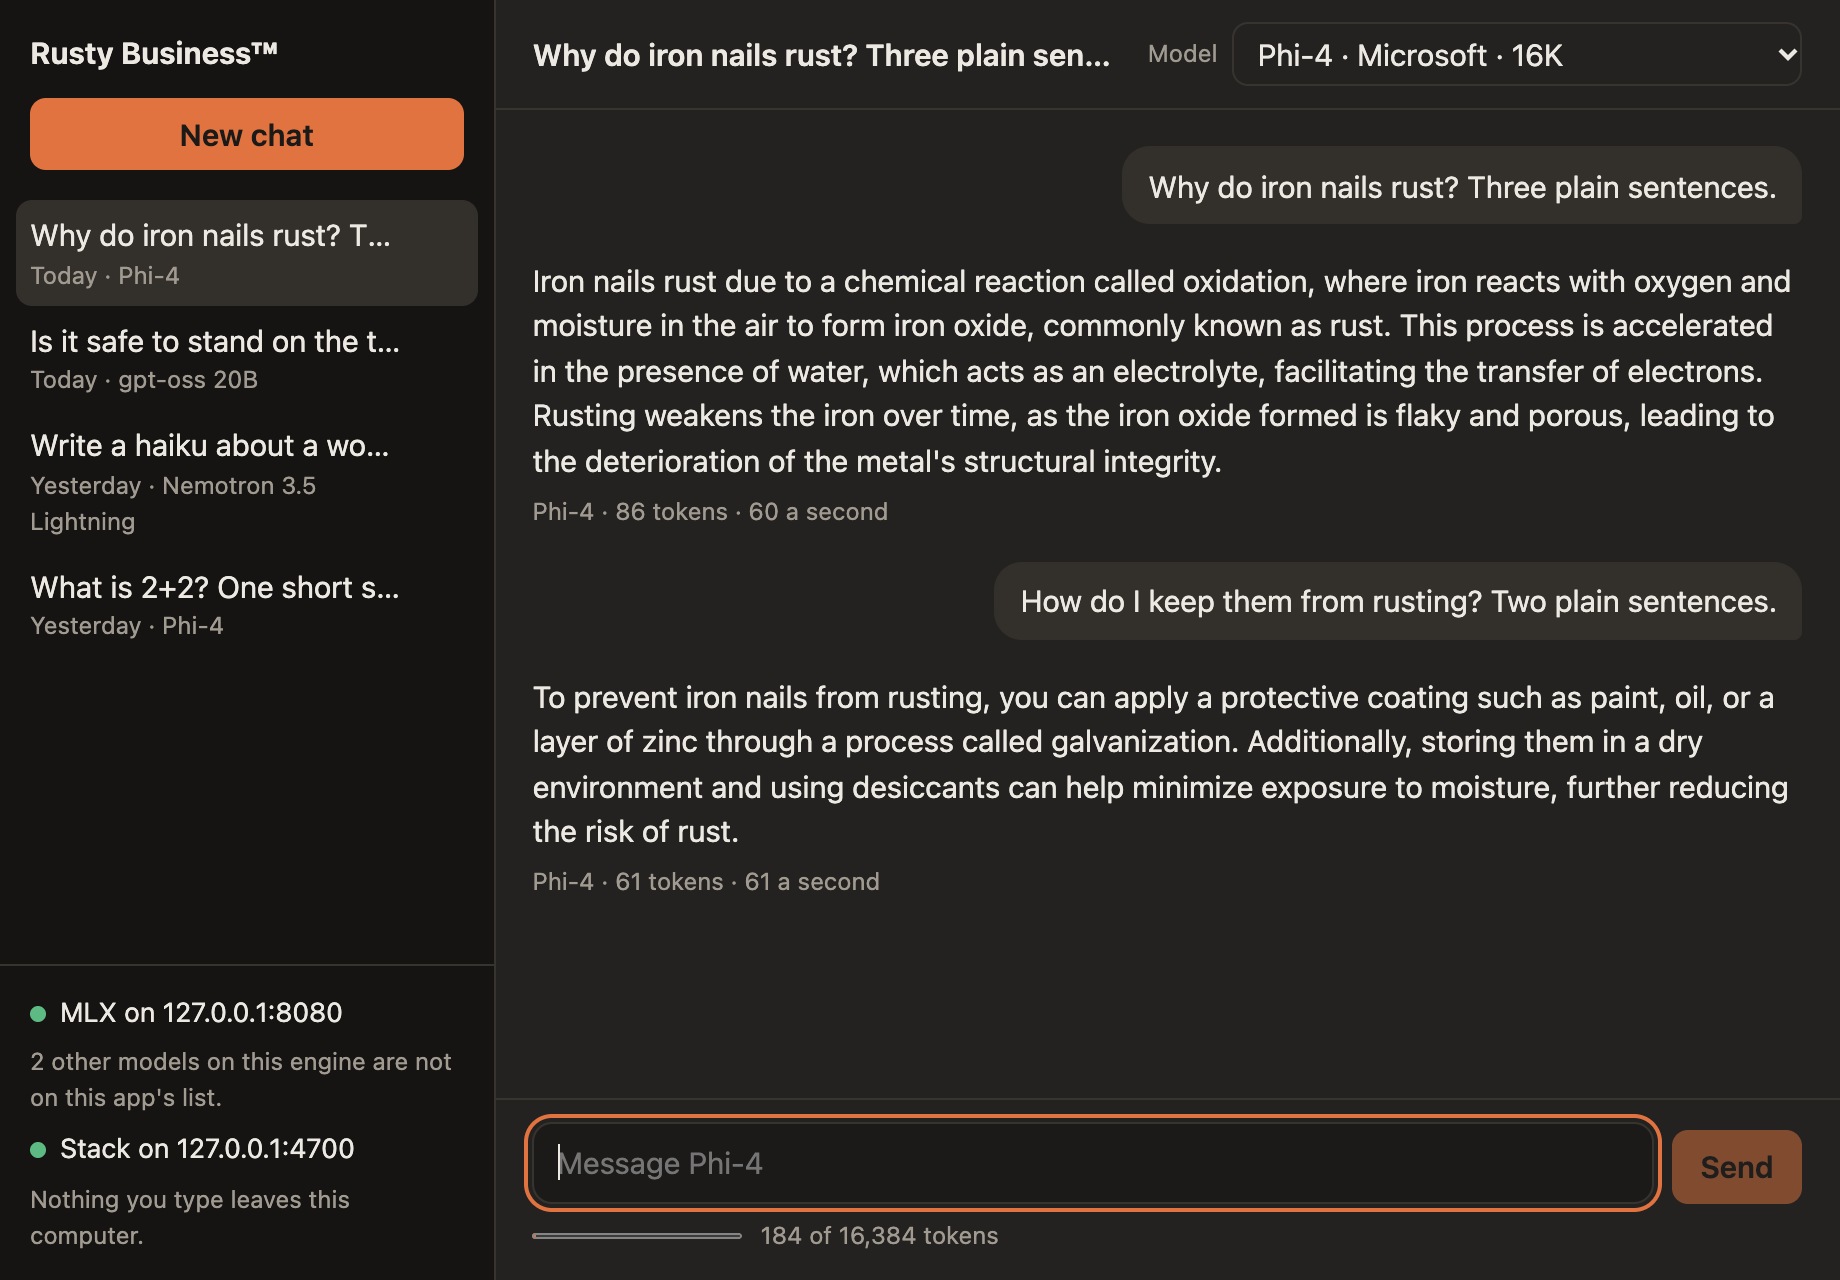 Rusty Business™
New chat
Why do iron nails rust? T...
Today · Phi-4
Is it safe to stand on the t...
Today · gpt-oss 20B
Write a haiku about a wo...
Yesterday · Nemotron 3.5
Lightning
What is 2+2? One short s...
Yesterday · Phi-4
MLX on 127.0.0.1:8080
2 other models on this engine are not
on this app's list.
Stack on 127.0.0.1:4700
Nothing you type leaves this
computer.
Why do iron nails rust? Three plain sen...
Model
Phi-4 · Microsoft · 16K
Why do iron nails rust? Three plain sentences.
Iron nails rust due to a chemical reaction called oxidation, where iron reacts with oxygen and
moisture in the air to form iron oxide, commonly known as rust. This process is accelerated
in the presence of water, which acts as an electrolyte, facilitating the transfer of electrons.
Rusting weakens the iron over time, as the iron oxide formed is flaky and porous, leading to
the deterioration of the metal's structural integrity.
Phi-4 · 86 tokens · 60 a second
How do I keep them from rusting? Two plain sentences.
To prevent iron nails from rusting, you can apply a protective coating such as paint, oil, or a
layer of zinc through a process called galvanization. Additionally, storing them in a dry
environment and using desiccants can help minimize exposure to moisture, further reducing
the risk of rust.
Phi-4 · 61 tokens · 61 a second
Message Phi-4
Send
184 of 16,384 tokens